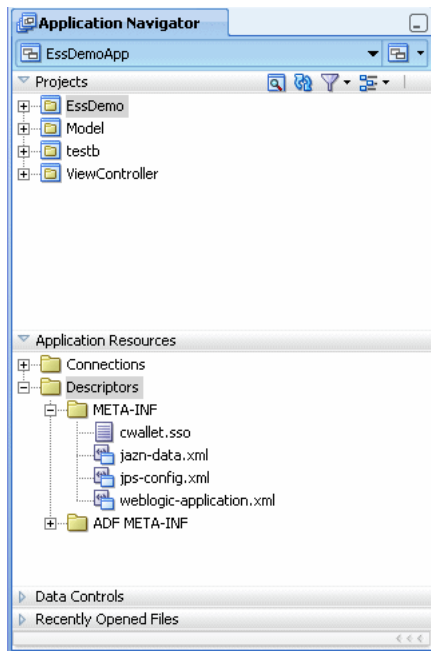 Application Navigator
EssDemoApp
Projects
EssDemo
Model
testb
ViewController
Application Resources
Connections
Descriptors
META-INF
cwallet.sso
jazn-data.xml
jps-config.xml
weblogic-application.xml
ADF META-INF
Data Controls
Recently Opened Files